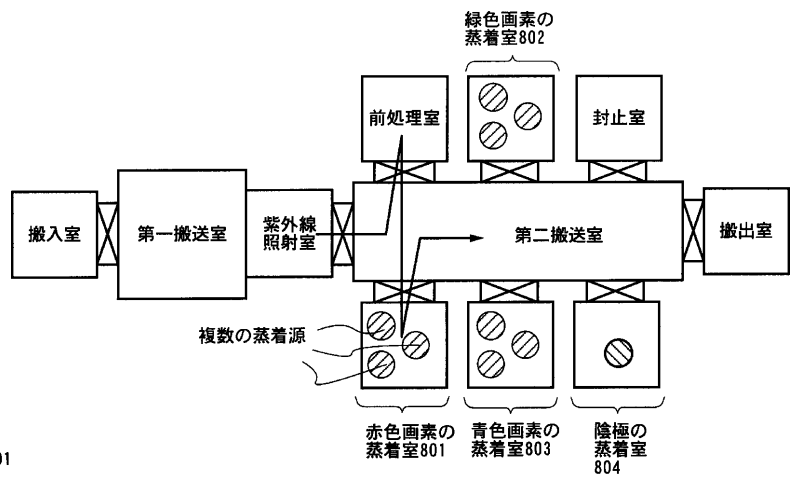 緑色画素の
蒸着室802
前処理室
封止室
搬入室
第一搬送室
紫外線
照射室
第二搬送室
搬出室
複数の蒸着源
赤色画素の
蒸着室801
青色画素の
蒸着室803
陰極の
蒸着室
804
01